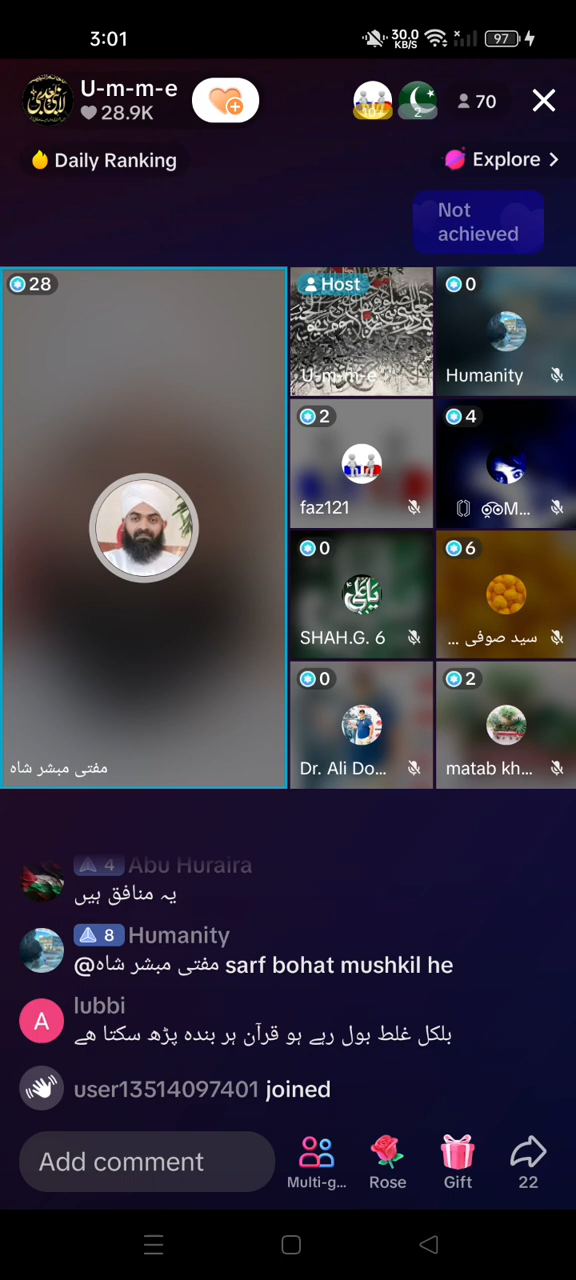 3:01
30.0 KB/S
97
U-m-m-e
28.9K
2
70
Daily Ranking
Explore >
Not
achieved
28
Host
0
U-m-m-e
Humanity
2
4
faz121
M...
0
6
SHAH.G. 6
سید صوفی ...
0
2
Dr. Ali Do...
matab kh...
مفتی مبشر شاہ
4 Abu Huraira
یہ منافق ہیں
8 Humanity
@مفتی مبشر شاہ sarf bohat mushkil he
A
lubbi
بلکل غلط بول رہے ہو قرآن ہر بندہ پڑھ سکتا ھے
user13514097401 joined
Add comment
Multi-g...
Rose
Gift
22